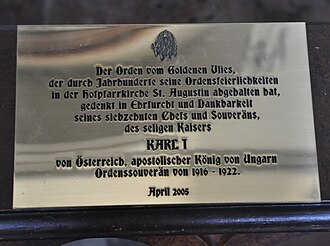 Der Orden vom Goldenen Vlies,
der durch Jahrhunderte seine Ordensfeierlichkeiten
in der Hofpfarrkirche St. Augustin abgehalten hat,
gedenkt in Ehrfurcht und Dankbarkeit
seines siebzehnten Chefs und Souveräns,
des seligen Kaisers
KARL I
von Österreich, apostolischer König von Ungarn
Ordenssouverän von 1916 - 1922.
April 2005